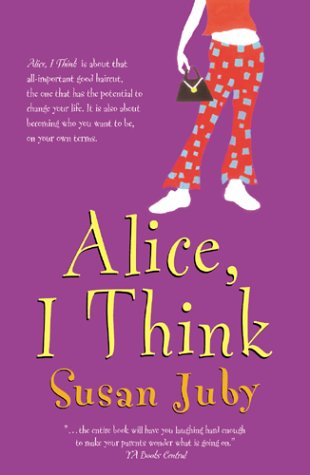 Alice, I Think is about that
all-important good haircut,
the one that has the potential to
change your life. It is also about
becoming who you want to be,
on your own terms.
Alice,
I Think
Susan Juby
"...the entire book will have you laughing hard enough
to make your parents wonder what is going on."
YA Books Central